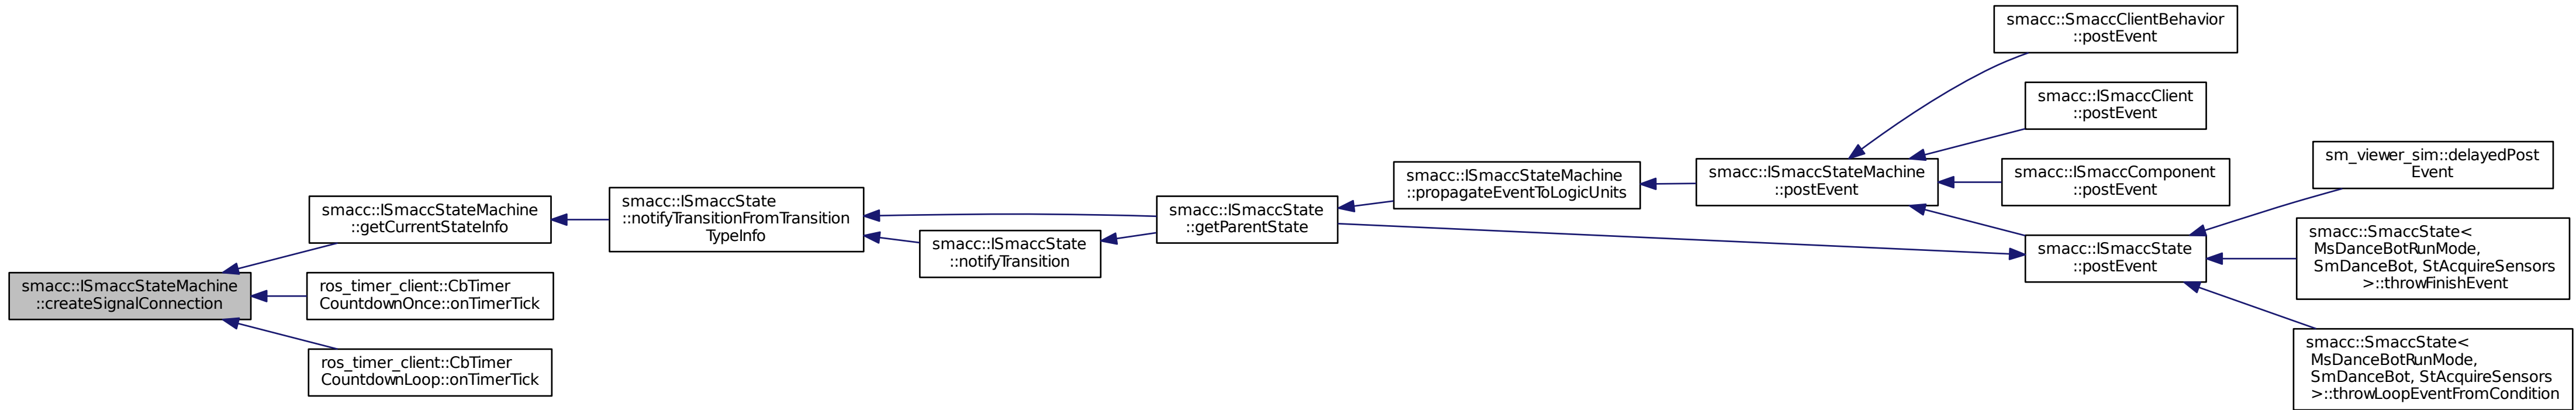 smacc::ISmaccStateMachine
::createSignalConnection
smacc::ISmaccStateMachine
::getCurrentStateInfo
ros_timer_client::CbTimer
CountdownOnce::onTimerTick
ros_timer_client::CbTimer
CountdownLoop::onTimerTick
smacc::ISmaccState
::notifyTransitionFromTransition
TypeInfo
smacc::ISmaccState
::notifyTransition
smacc::ISmaccState
::getParentState
smacc::ISmaccStateMachine
::propagateEventToLogicUnits
smacc::ISmaccStateMachine
::postEvent
smacc::SmaccClientBehavior
::postEvent
smacc::ISmaccClient
::postEvent
smacc::ISmaccComponent
::postEvent
smacc::ISmaccState
::postEvent
sm_viewer_sim::delayedPost
Event
smacc::SmaccState<
MsDanceBotRunMode,
SmDanceBot, StAcquireSensors
>::throwFinishEvent
smacc::SmaccState<
MsDanceBotRunMode,
SmDanceBot, StAcquireSensors
>::throwLoopEventFromCondition